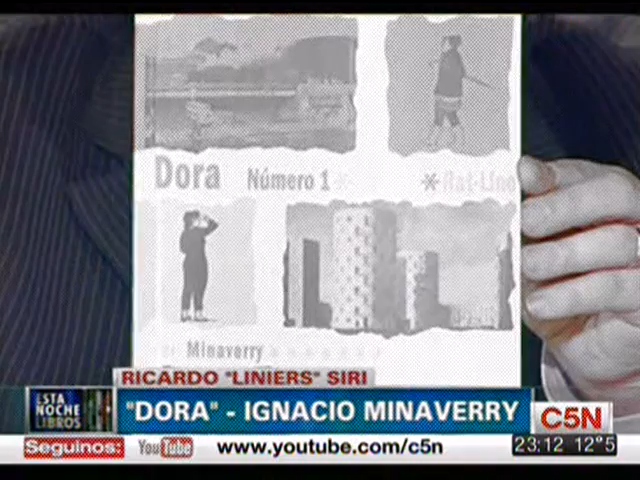 Dora Número 1 * Rat-Line
Minaverry
RICARDO "LINIERS" SIRI
ESTA NOCHE LIBROS
"DORA" - IGNACIO MINAVERRY
C5N
Seguinos: YouTube www.youtube.com/c5n 23:12 12°5